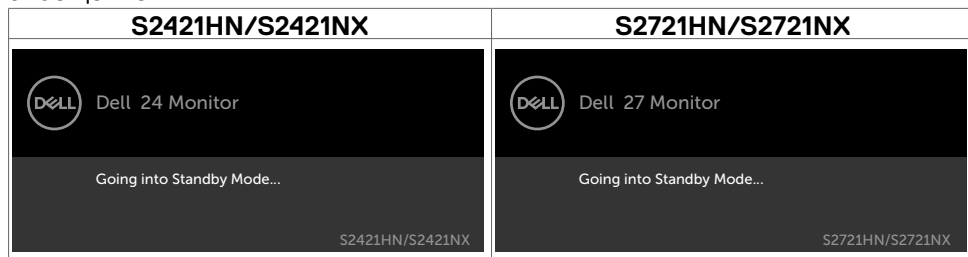 S2421HN/S2421NX S2721HN/S2721NX
DELL Dell 24 Monitor
Going into Standby Mode...
S2421HN/S2421NX
DELL Dell 27 Monitor
Going into Standby Mode...
S2721HN/S2721NX